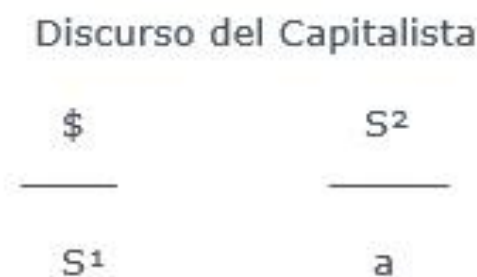 Discurso del Capitalista
$ S²
S¹ a